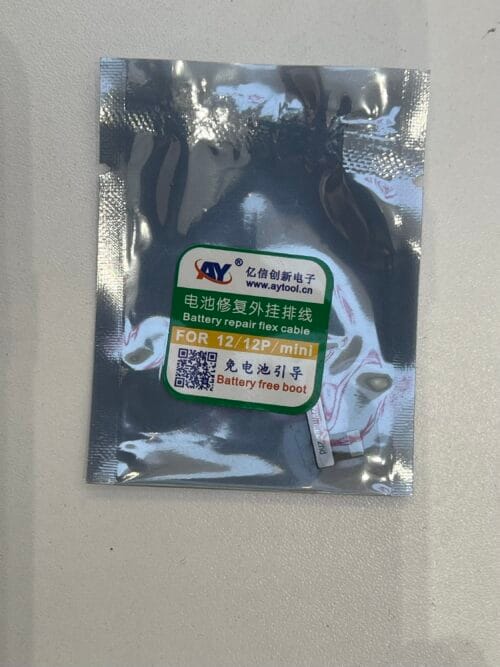 AY® 亿信创新电子
www.aytool.cn
电池修复外挂排线
Battery repair flex cable
FOR 12/12P/mini
免电池引导
Battery free boot